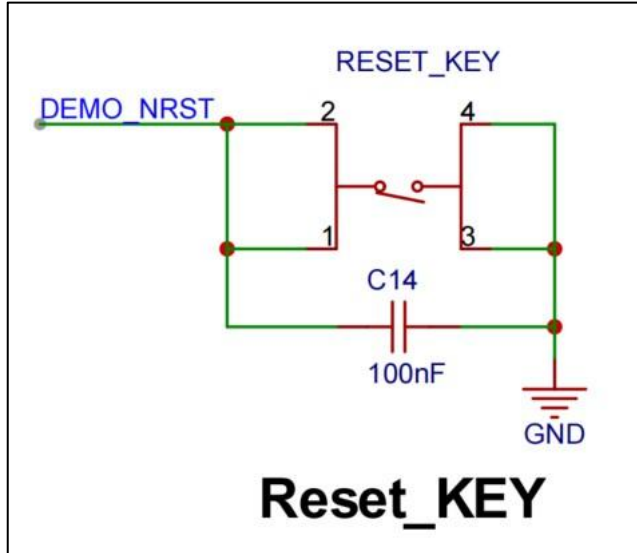 RESET_KEY
DEMO_NRST
2
4
1
3
C14
100nF
GND
Reset_KEY